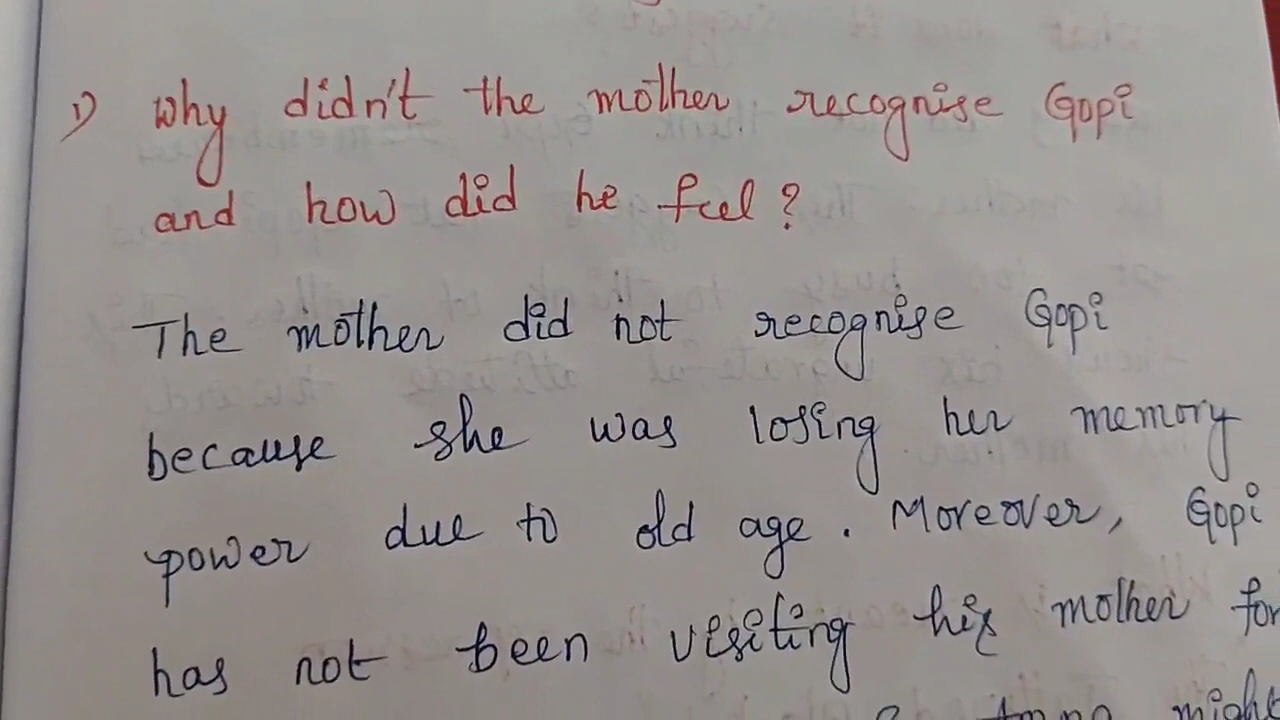 1) Why didn't the mother recognise Gopi
and how did he feel?
The mother did not recognise Gopi
because she was losing her memory
power due to old age. Moreover, Gopi
has not been visiting his mother for
might